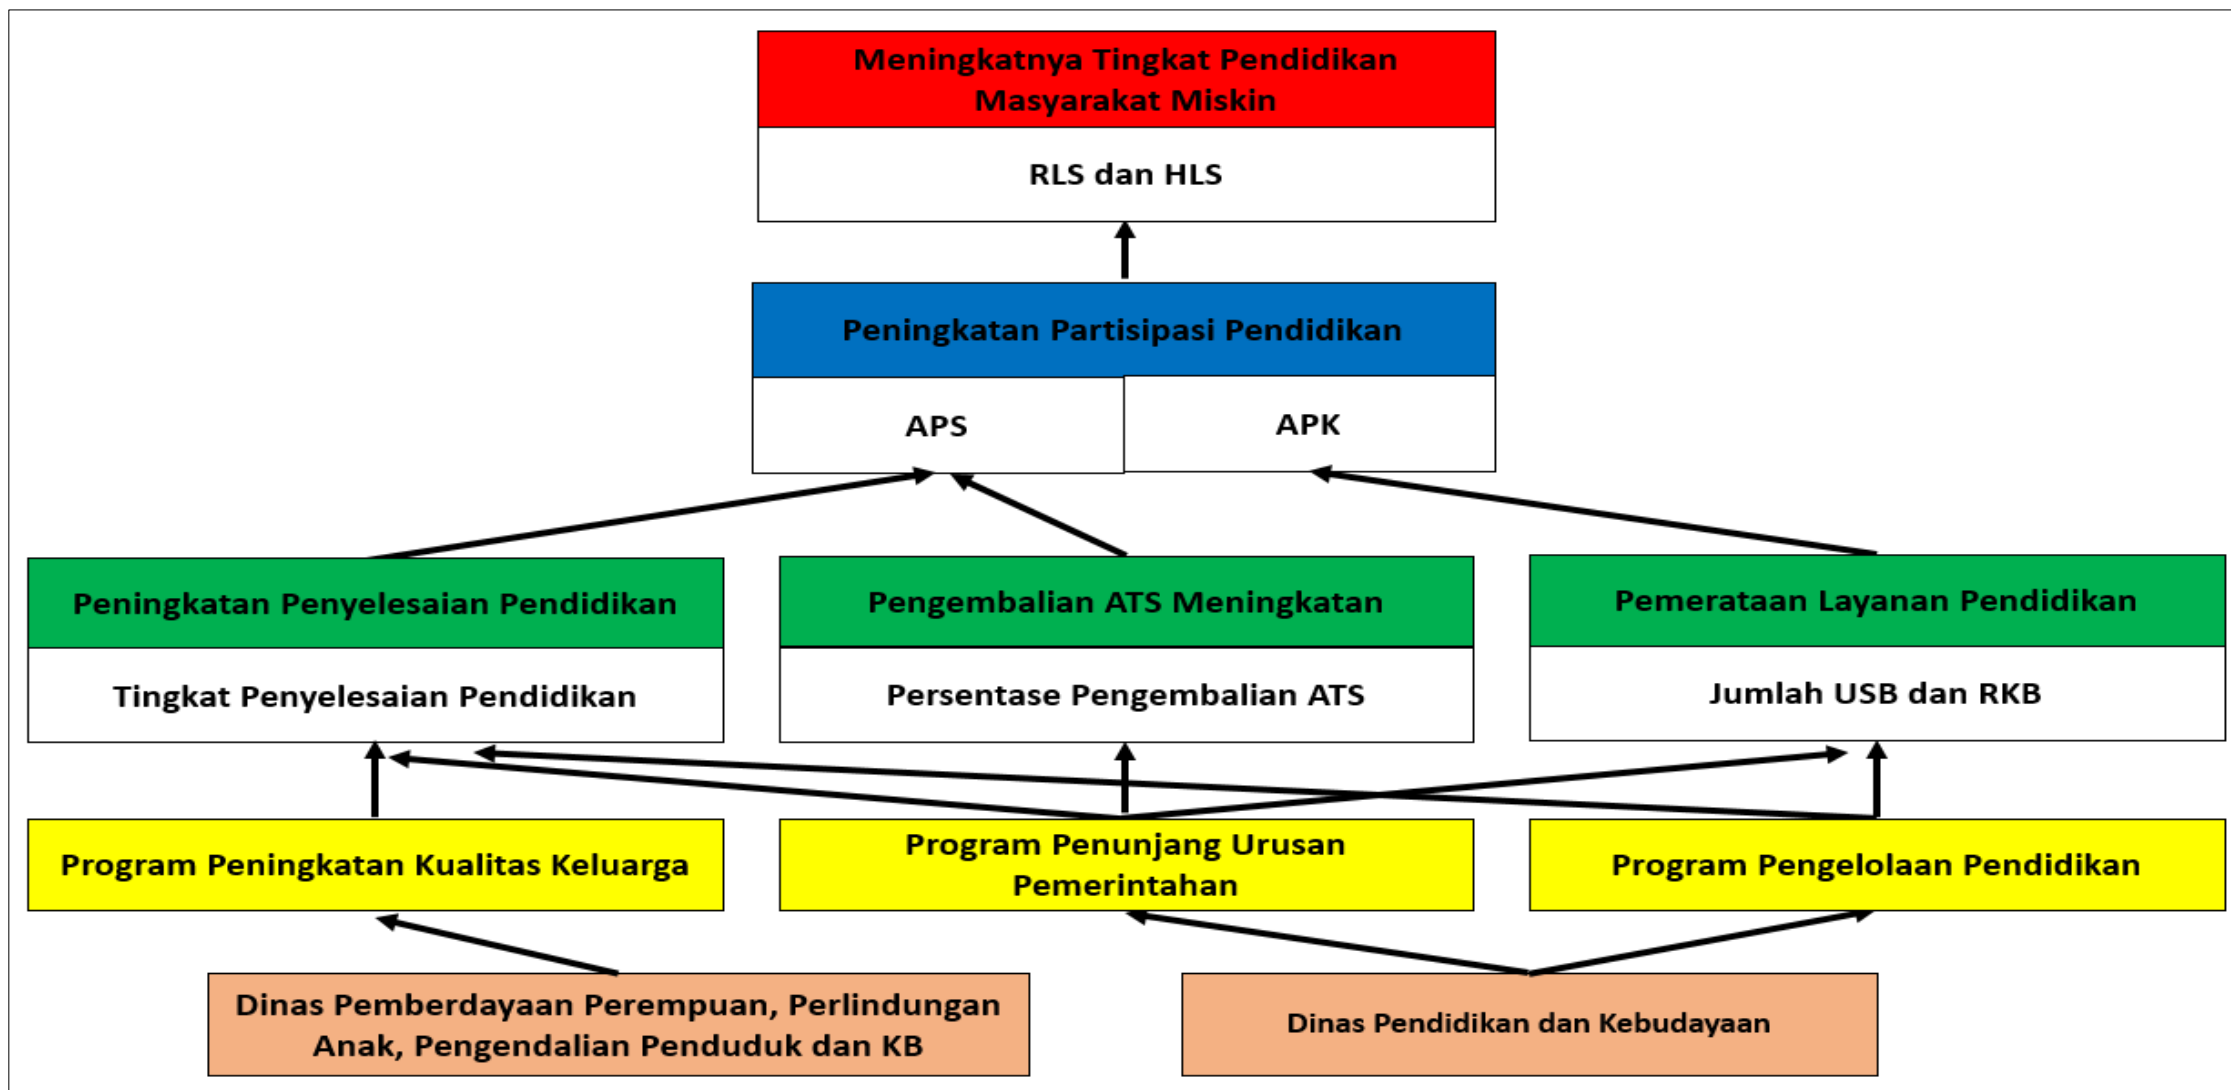 Meningkatnya Tingkat Pendidikan
Masyarakat Miskin
RLS dan HLS
Peningkatan Partisipasi Pendidikan
APS
APK
Peningkatan Penyelesaian Pendidikan
Tingkat Penyelesaian Pendidikan
Pengembalian ATS Meningkatan
Persentase Pengembalian ATS
Pemerataan Layanan Pendidikan
Jumlah USB dan RKB
Program Peningkatan Kualitas Keluarga
Program Penunjang Urusan
Pemerintahan
Program Pengelolaan Pendidikan
Dinas Pemberdayaan Perempuan, Perlindungan
Anak, Pengendalian Penduduk dan KB
Dinas Pendidikan dan Kebudayaan